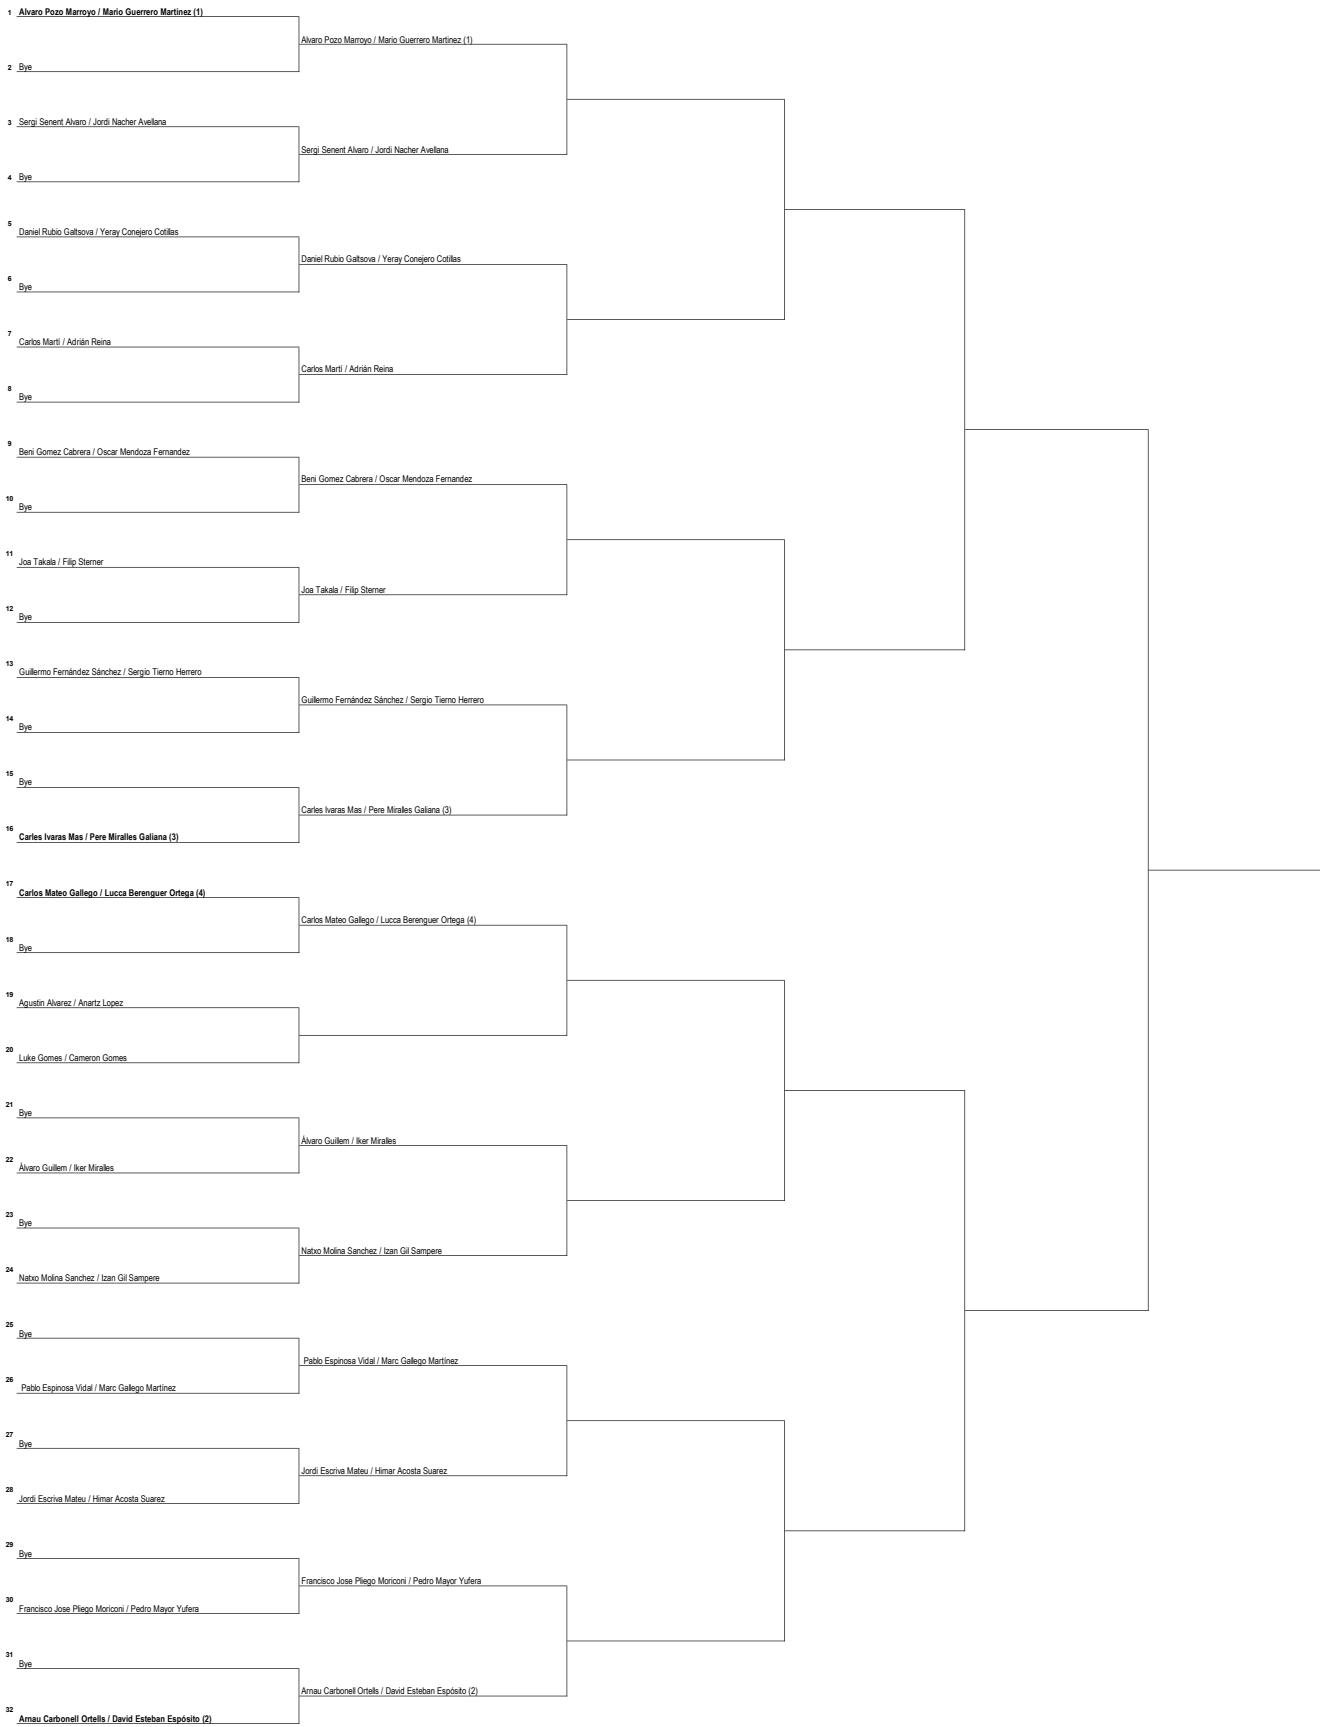 1 Alvaro Pozo Marroyo / Mario Guerrero Martinez (1)
Alvaro Pozo Marroyo / Mario Guerrero Martinez (1)
2 Bye
3 Sergi Senent Alvaro / Jordi Nacher Avellana
Sergi Senent Alvaro / Jordi Nacher Avellana
4 Bye
5 Daniel Rubio Galtsova / Yeray Conejero Cotillas
Daniel Rubio Galtsova / Yeray Conejero Cotillas
6 Bye
7 Carlos Martí / Adrián Reina
Carlos Martí / Adrián Reina
8 Bye
9 Beni Gomez Cabrera / Oscar Mendoza Fernandez
Beni Gomez Cabrera / Oscar Mendoza Fernandez
10 Bye
11 Joa Takala / Filip Sterner
Joa Takala / Filip Sterner
12 Bye
13 Guillermo Fernández Sánchez / Sergio Tierno Herrero
Guillermo Fernández Sánchez / Sergio Tierno Herrero
14 Bye
15 Bye
Carles Ivaras Mas / Pere Miralles Galiana (3)
16 Carles Ivaras Mas / Pere Miralles Galiana (3)
17 Carlos Mateo Gallego / Lucca Berenguer Ortega (4)
Carlos Mateo Gallego / Lucca Berenguer Ortega (4)
18 Bye
19 Agustin Alvarez / Anartz Lopez
20 Luke Gomes / Cameron Gomes
21 Bye
Álvaro Guillem / Iker Miralles
22 Álvaro Guillem / Iker Miralles
23 Bye
Natxo Molina Sanchez / Izan Gil Sampere
24 Natxo Molina Sanchez / Izan Gil Sampere
25 Bye
Pablo Espinosa Vidal / Marc Gallego Martínez
26 Pablo Espinosa Vidal / Marc Gallego Martínez
27 Bye
Jordi Escriva Mateu / Himar Acosta Suarez
28 Jordi Escriva Mateu / Himar Acosta Suarez
29 Bye
Francisco Jose Pliego Moriconi / Pedro Mayor Yufera
30 Francisco Jose Pliego Moriconi / Pedro Mayor Yufera
31 Bye
Arnau Carbonell Ortells / David Esteban Espósito (2)
32 Arnau Carbonell Ortells / David Esteban Espósito (2)